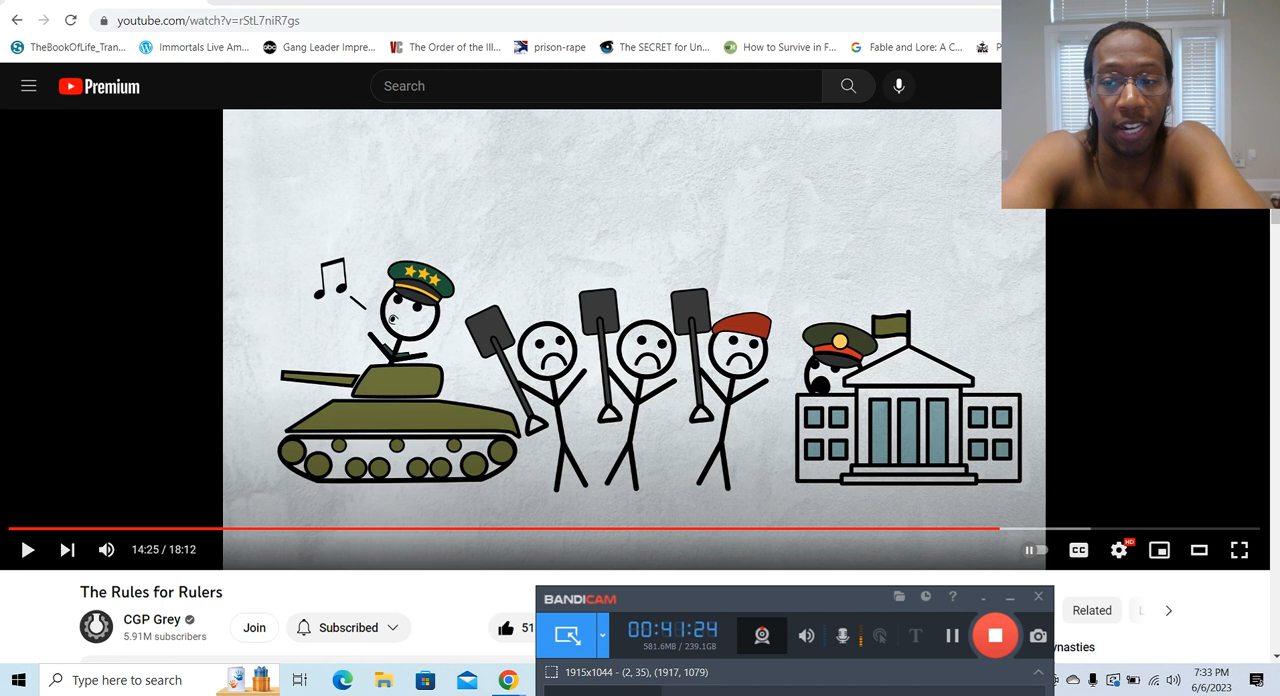 youtube.com/watch?v=rStL7niR7gs
TheBookOfLife_Tran... Immortals Live Am... Gang Leader Impre... The Order of the Ill... prison-rape The SECRET for Un... How to Survive in F... Fable and Lore: A C... P
Premium
Search
14:25 / 18:12
CC
HD
The Rules for Rulers
CGP Grey
5.91M subscribers
Join
Subscribed
51
Related
L
ynasties
BANDICAM
00:41:24
581.6MB / 239.1GB
1915x1044 - (2, 35), (1917, 1079)
Type here to search
7:33 PM
6/6/2023